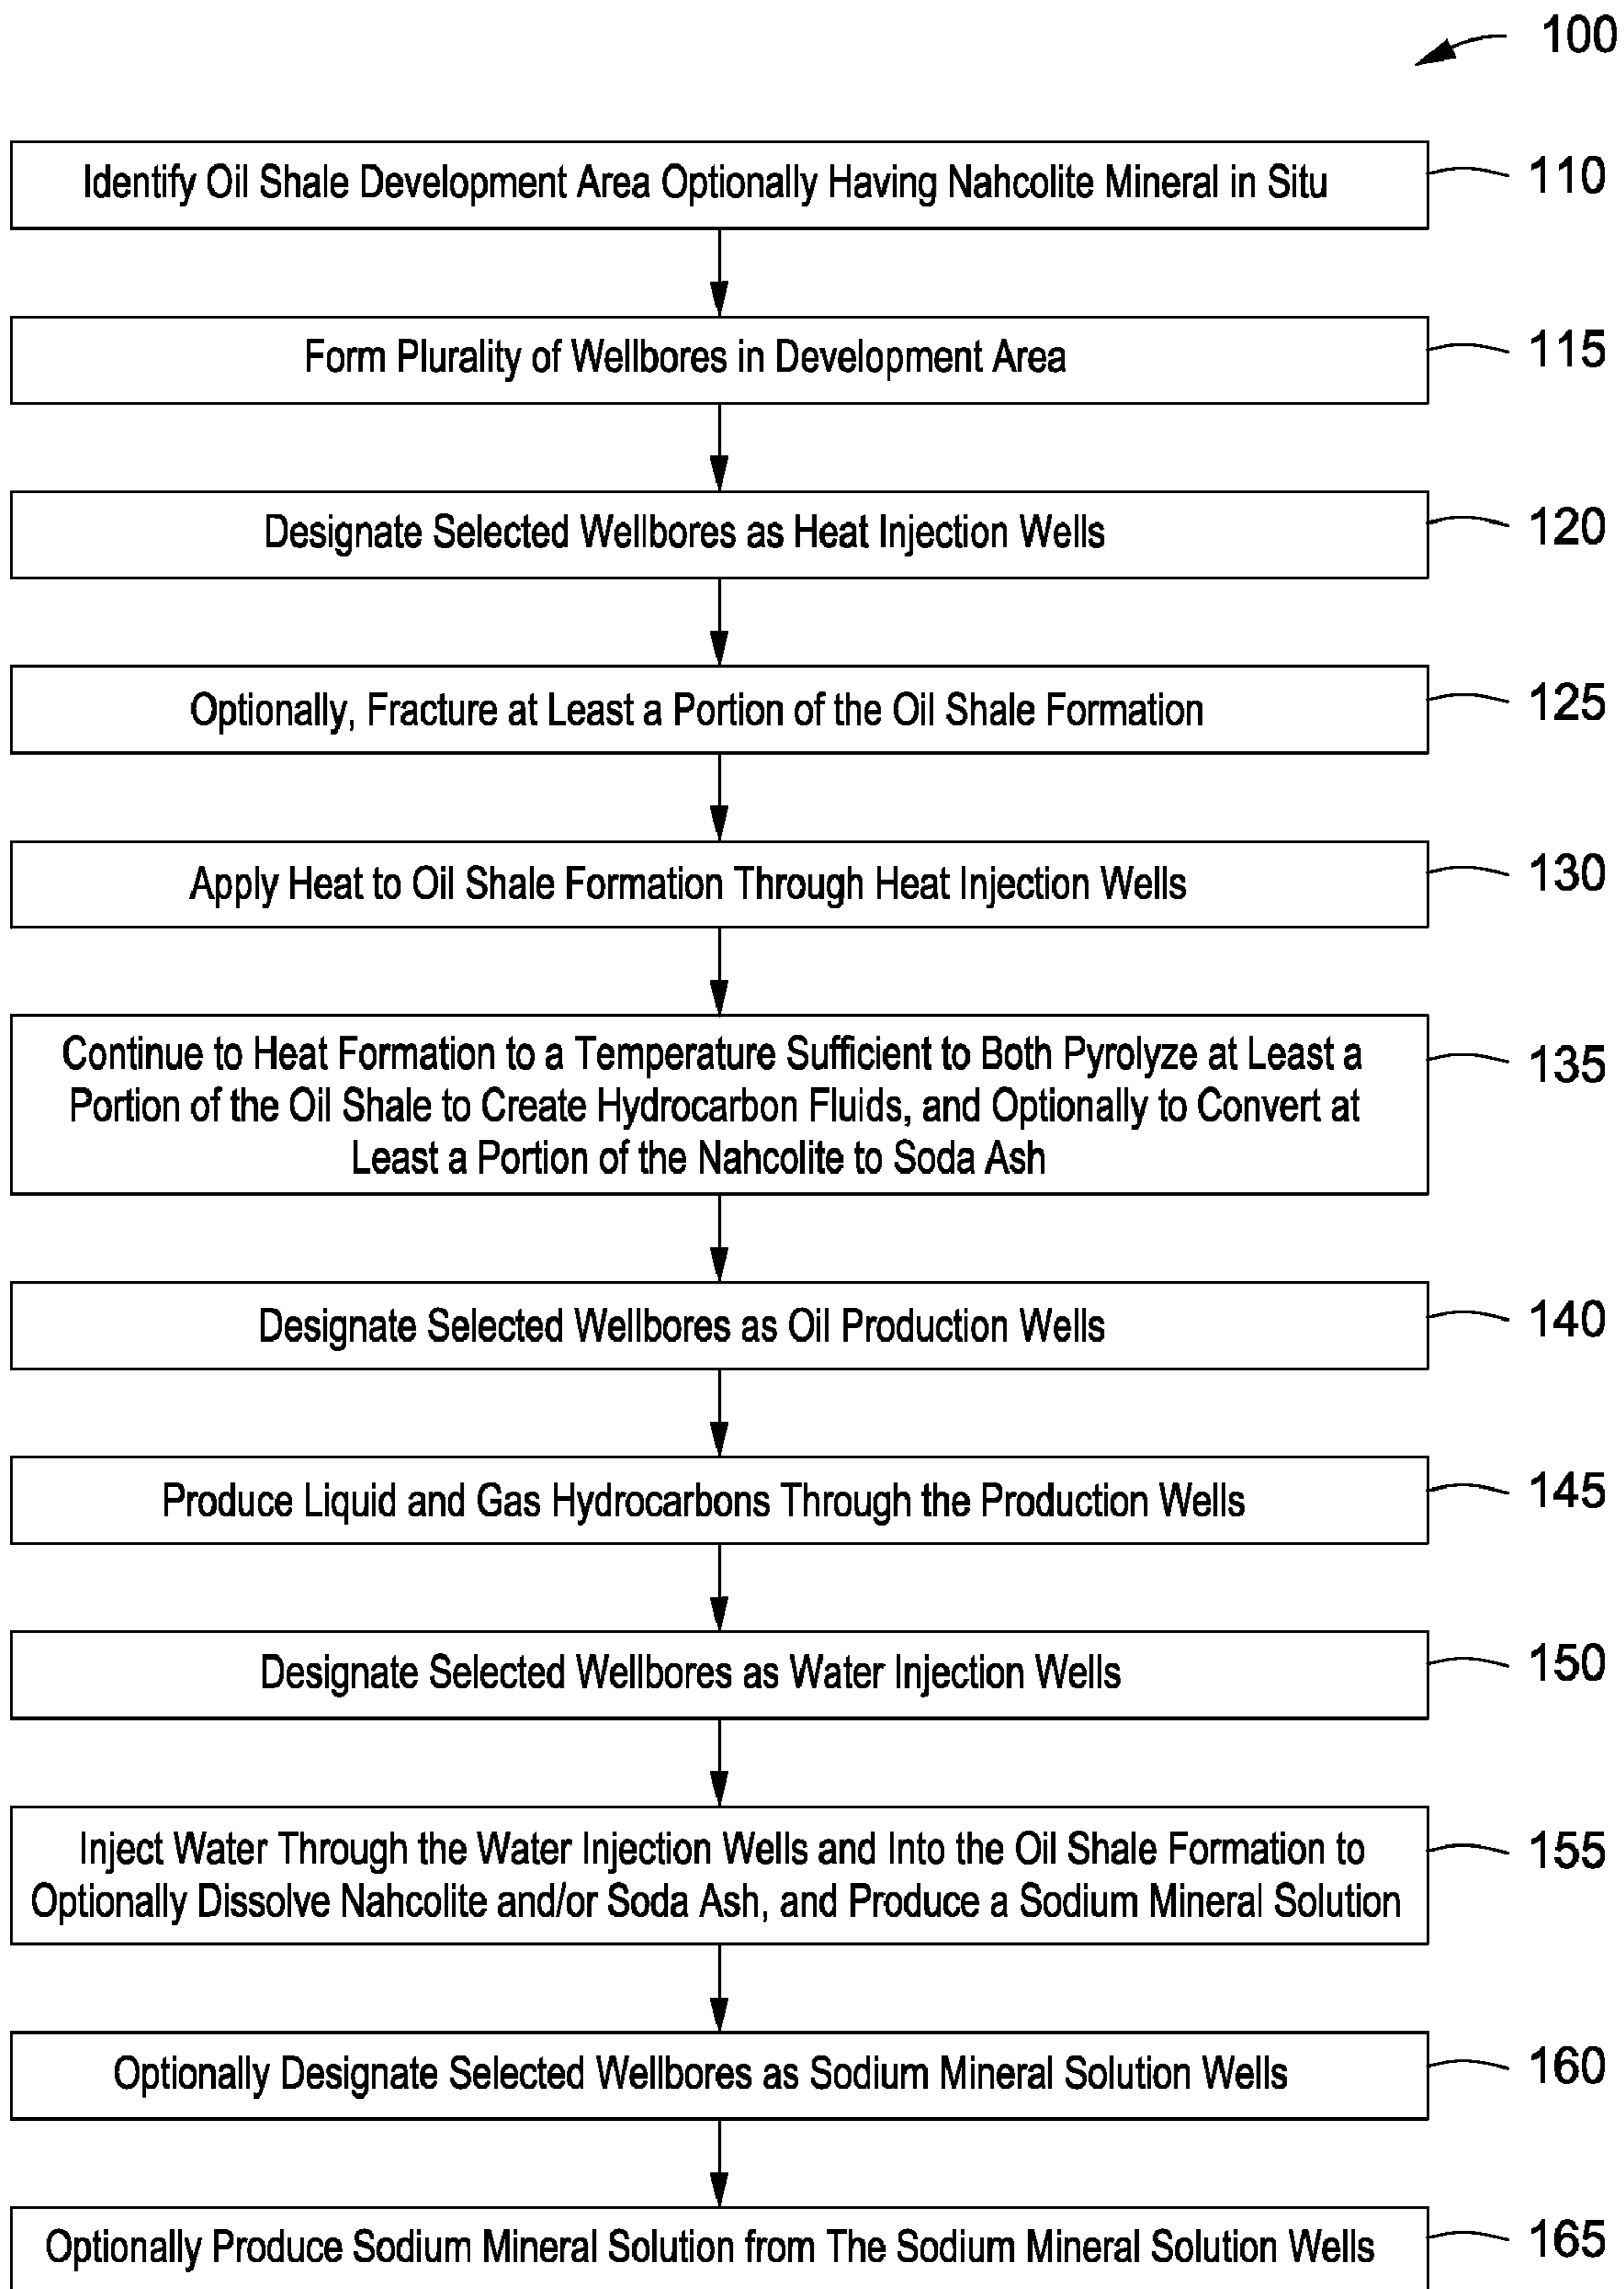 100
Identify Oil Shale Development Area Optionally Having Nahcolite Mineral in Situ
110
Form Plurality of Wellbores in Development Area
115
Designate Selected Wellbores as Heat Injection Wells
120
Optionally, Fracture at Least a Portion of the Oil Shale Formation
125
Apply Heat to Oil Shale Formation Through Heat Injection Wells
130
Continue to Heat Formation to a Temperature Sufficient to Both Pyrolyze at Least a
Portion of the Oil Shale to Create Hydrocarbon Fluids, and Optionally to Convert at
Least a Portion of the Nahcolite to Soda Ash
135
Designate Selected Wellbores as Oil Production Wells
140
Produce Liquid and Gas Hydrocarbons Through the Production Wells
145
Designate Selected Wellbores as Water Injection Wells
150
Inject Water Through the Water Injection Wells and Into the Oil Shale Formation to
Optionally Dissolve Nahcolite and/or Soda Ash, and Produce a Sodium Mineral Solution
155
Optionally Designate Selected Wellbores as Sodium Mineral Solution Wells
160
Optionally Produce Sodium Mineral Solution from The Sodium Mineral Solution Wells
165